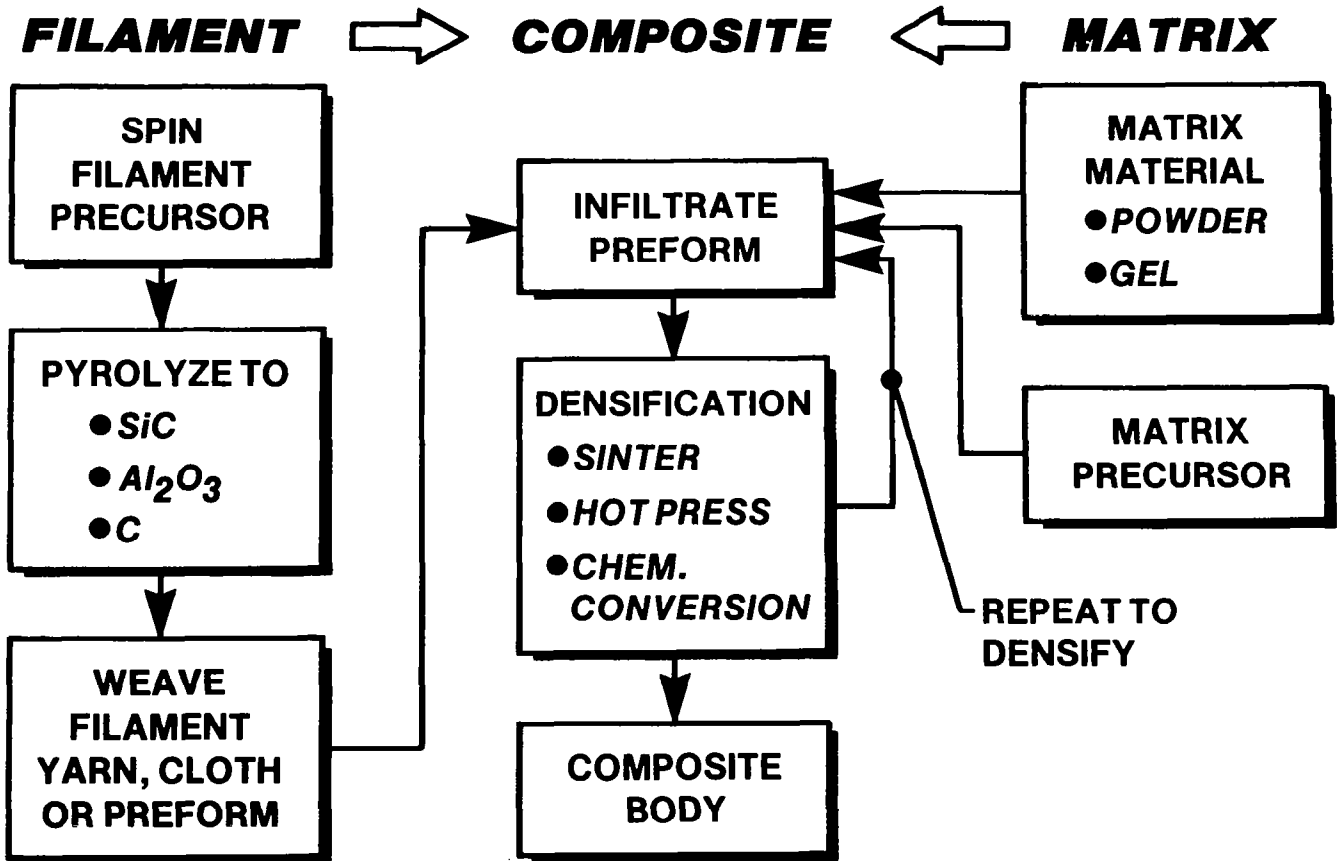 FILAMENT
COMPOSITE
MATRIX
SPIN
FILAMENT
PRECURSOR
PYROLYZE TO
● SiC
● Al₂O₃
● C
WEAVE
FILAMENT
YARN, CLOTH
OR PREFORM
INFILTRATE
PREFORM
DENSIFICATION
● SINTER
● HOT PRESS
● CHEM.
CONVERSION
COMPOSITE
BODY
MATRIX
MATERIAL
● POWDER
● GEL
MATRIX
PRECURSOR
REPEAT TO
DENSIFY